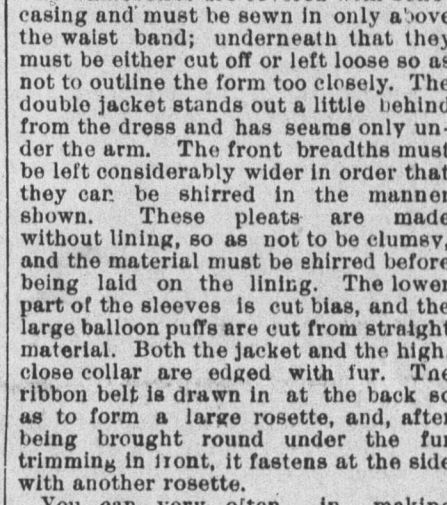 casing and must be sewn in only above
the waist band; underneath that they
must be either cut off or left loose so as
not to outline the form too closely. The
double jacket stands out a little behind
from the dress and has seams only un-
der the arm. The front breadths must
be left considerably wider in order that
they can be shirred in the manner
shown. These pleats are made
without lining, so as not to be clumsy,
and the material must be shirred before
being laid on the lining. The lower
part of the sleeves is cut bias, and the
large balloon puffs are cut from straight
material. Both the jacket and the high
close collar are edged with fur. The
ribbon belt is drawn in at the back so
as to form a large rosette, and, after
being brought round under the fur
trimming in front, it fastens at the side
with another rosette.
You can very often in making